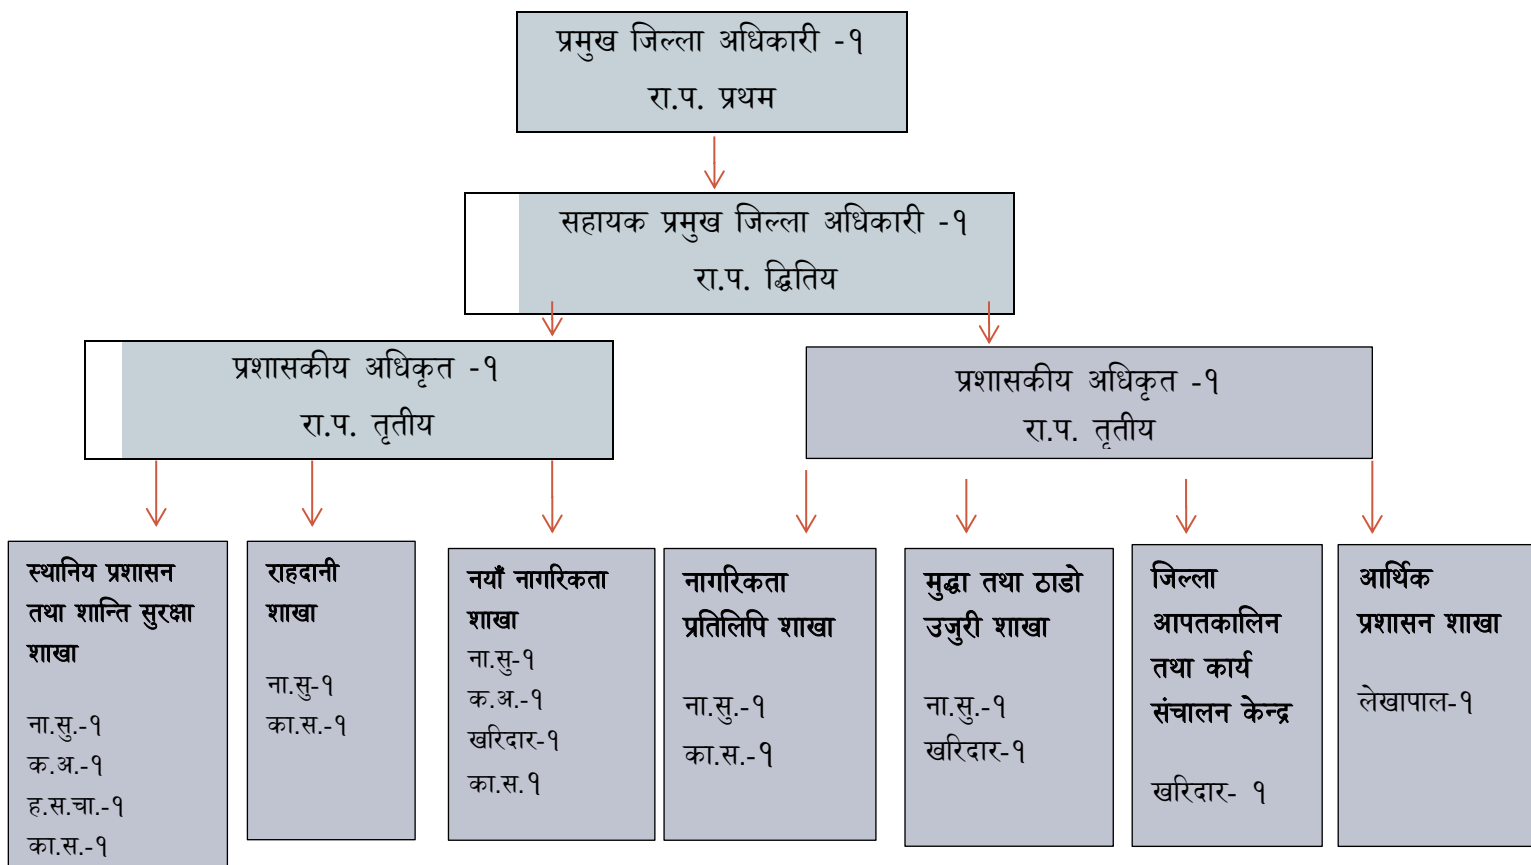 प्रमुख जिल्ला अधिकारी -१
रा.प. प्रथम
सहायक प्रमुख जिल्ला अधिकारी -१
रा.प. द्धितिय
प्रशासकीय अधिकृत -१
रा.प. तृतीय
प्रशासकीय अधिकृत -१
रा.प. तृतीय
स्थानिय प्रशासन
तथा शान्ति सुरक्षा
शाखा
ना.सु.-१
क.अ.-१
ह.स.चा.-१
का.स.-१
राहदानी
शाखा
ना.सु-१
का.स.-१
नयाँ नागरिकता
शाखा
ना.सु-१
क.अ.-१
खरिदार-१
का.स.१
नागरिकता
प्रतिलिपि शाखा
ना.सु.-१
का.स.-१
मुद्धा तथा ठाडो
उजुरी शाखा
ना.सु.-१
खरिदार-१
जिल्ला
आपतकालिन
तथा कार्य
संचालन केन्द्र
खरिदार- १
आर्थिक
प्रशासन शाखा
लेखापाल-१